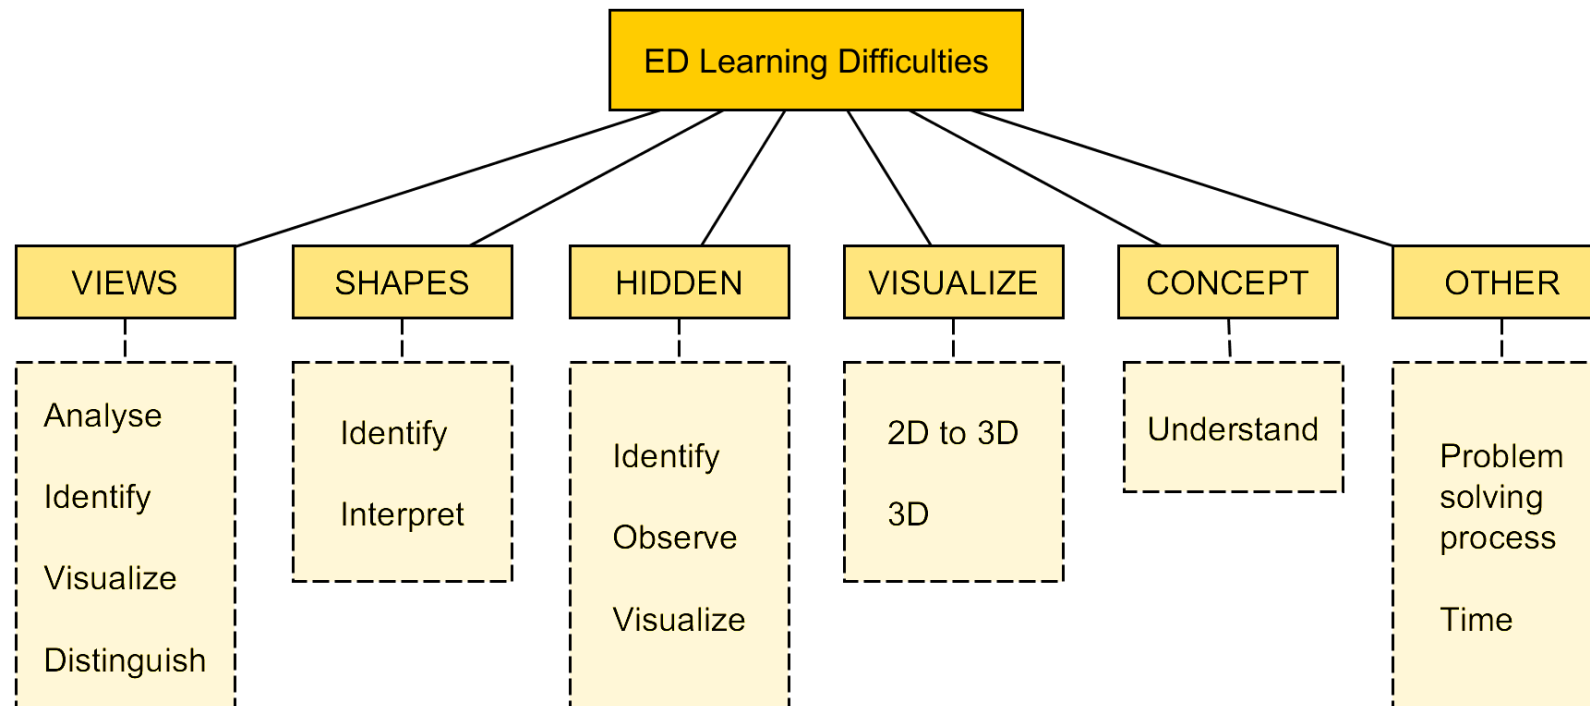 ED Learning Difficulties
VIEWS
SHAPES
HIDDEN
VISUALIZE
CONCEPT
OTHER
Analyse
Identify
Visualize
Distinguish
Identify
Interpret
Identify
Observe
Visualize
2D to 3D
3D
Understand
Problem
solving
process
Time